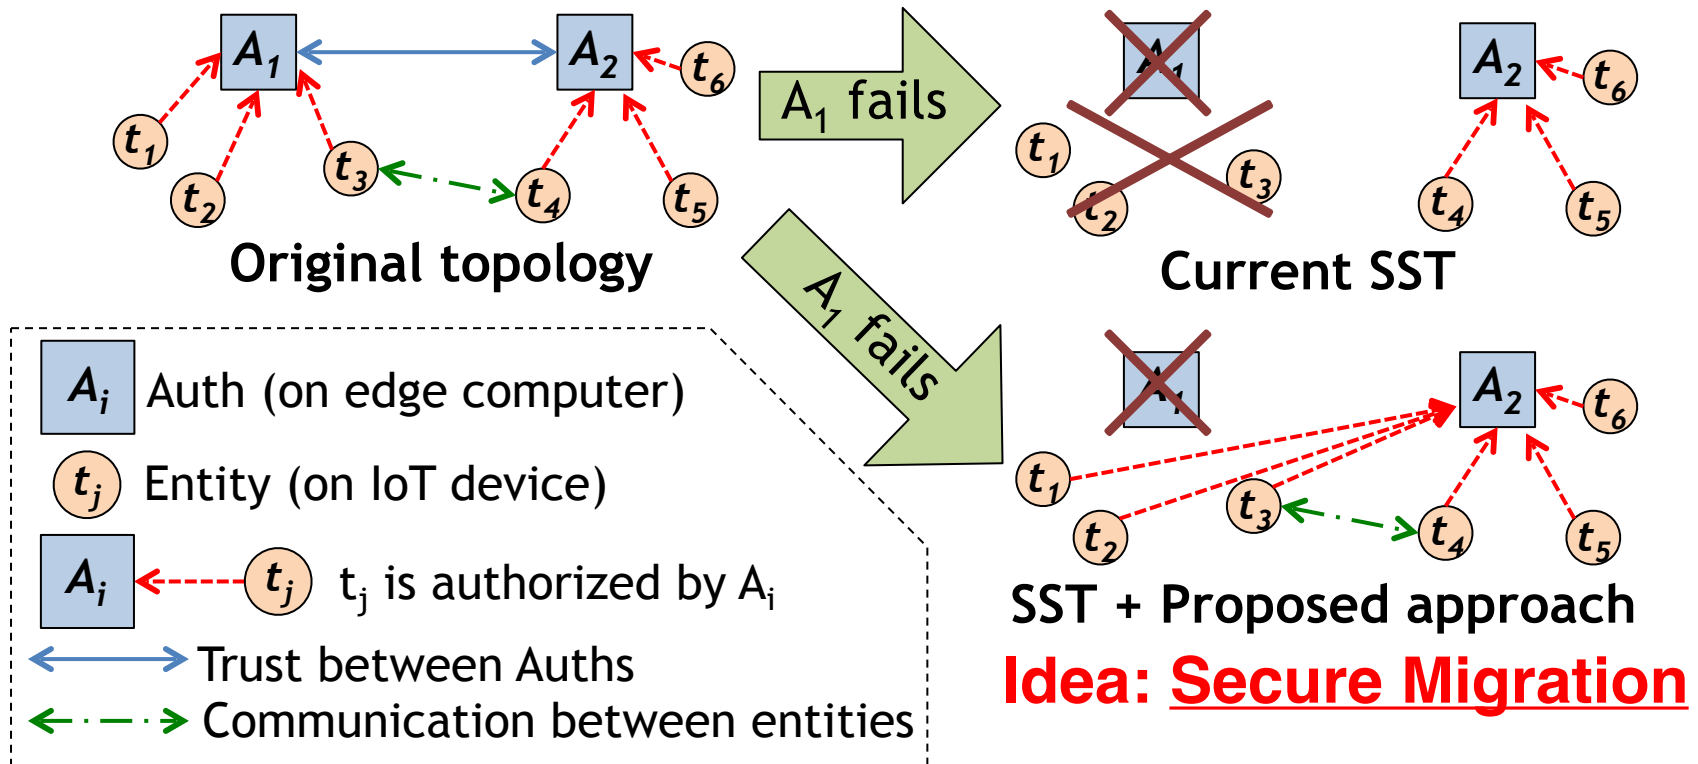 A1
A2
t1
t2
t3
t4
t5
t6
Original topology
A1 fails
A1
A2
t1
t2
t3
t4
t5
t6
Current SST
A1 fails
A1
A2
t1
t2
t3
t4
t5
t6
SST + Proposed approach
Idea: Secure Migration
Ai Auth (on edge computer)
tj Entity (on IoT device)
Ai tj tj is authorized by Ai
Trust between Auths
Communication between entities